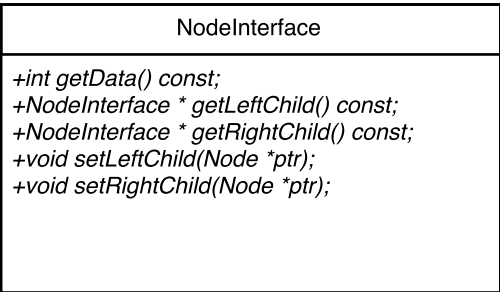 NodeInterface
+int getData() const;
+NodeInterface * getLeftChild() const;
+NodeInterface * getRightChild() const;
+void setLeftChild(Node *ptr);
+void setRightChild(Node *ptr);